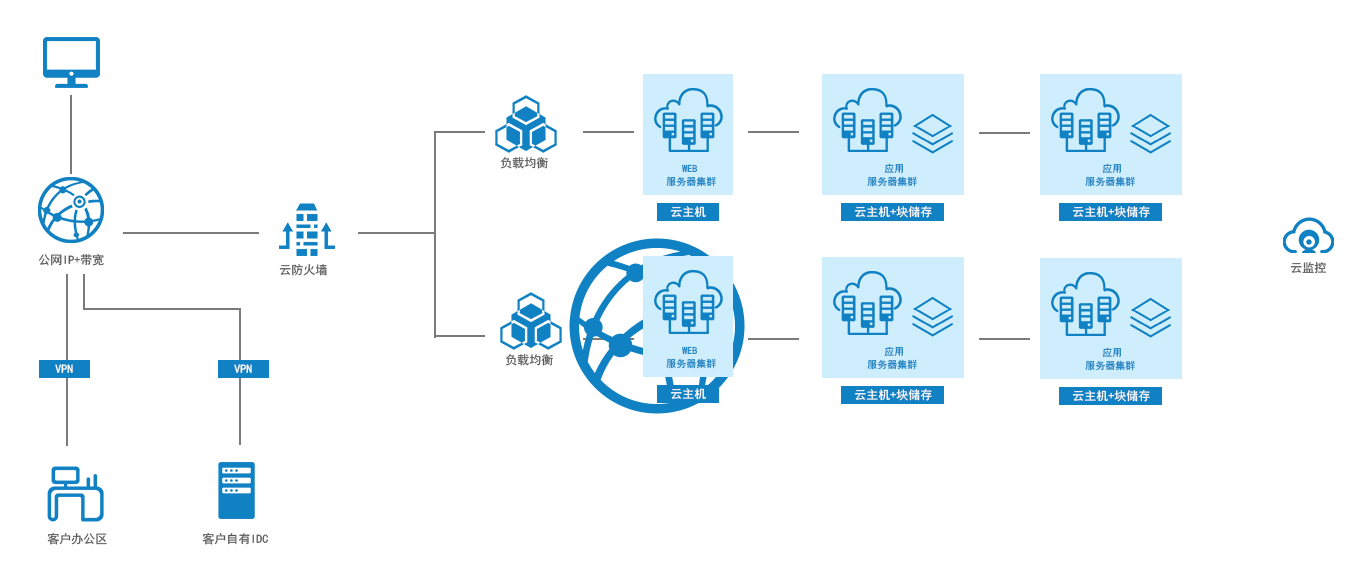 负载均衡
WEB
服务器集群
云主机
应用
服务器集群
云主机+块储存
应用
服务器集群
云主机+块储存
公网IP+带宽
云防火墙
云监控
负载均衡
WEB
服务器集群
云主机
应用
服务器集群
云主机+块储存
应用
服务器集群
云主机+块储存
VPN
VPN
客户办公区
客户自有IDC